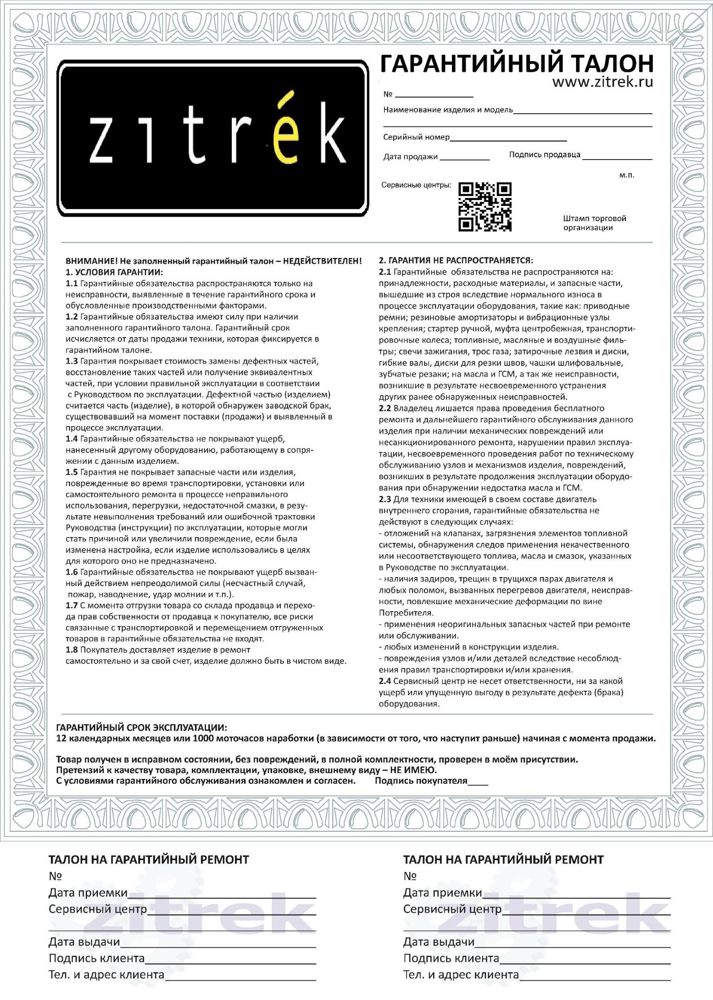 zıtrék
ГАРАНТИЙНЫЙ ТАЛОН
www.zitrek.ru
№ ________________
Наименование изделия и модель____________________________
______________________________________________________
Серийный номер________________________
Дата продажи __________ Подпись продавца ______________
м.п.
Сервисные центры:
Штамп торговой
организации
ВНИМАНИЕ! Не заполненный гарантийный талон – НЕДЕЙСТВИТЕЛЕН!
1. УСЛОВИЯ ГАРАНТИИ:
1.1 Гарантийные обязательства распространяются только на
неисправности, выявленные в течение гарантийного срока и
обусловленные производственными факторами.
1.2 Гарантийные обязательства имеют силу при наличии
заполненного гарантийного талона. Гарантийный срок
исчисляется от даты продажи техники, которая фиксируется в
гарантийном талоне.
1.3 Гарантия покрывает стоимость замены дефектных частей,
восстановление таких частей или получение эквивалентных
частей, при условии правильной эксплуатации в соответствии
с Руководством по эксплуатации. Дефектной частью (изделием)
считается часть (изделие), в которой обнаружен заводской брак,
существовавший на момент поставки (продажи) и выявленный в
процессе эксплуатации.
1.4 Гарантийные обязательства не покрывают ущерб,
нанесенный другому оборудованию, работающему в сопря-
жении с данным изделием.
1.5 Гарантия не покрывает запасные части или изделия,
поврежденные во время транспортировки, установки или
самостоятельного ремонта в процессе неправильного
использования, перегрузки, недостаточной смазки, в резу-
льтате невыполнения требований или ошибочной трактовки
Руководства (инструкции) по эксплуатации, которые могли
стать причиной или увеличили повреждение, если была
изменена настройка, если изделие использовались в целях
для которого оно не предназначено.
1.6 Гарантийные обязательства не покрывают ущерб вызван-
ный действием непреодолимой силы (несчастный случай,
пожар, наводнение, удар молнии и т.п.).
1.7 С момента отгрузки товара со склада продавца и перехо-
да прав собственности от продавца к покупателю, все риски
связанные с транспортировкой и перемещением отгруженных
товаров в гарантийные обязательства не входят.
1.8 Покупатель доставляет изделие в ремонт
самостоятельно и за свой счет, изделие должно быть в чистом виде.
2. ГАРАНТИЯ НЕ РАСПРОСТРАНЯЕТСЯ:
2.1 Гарантийные обязательства не распространяются на:
принадлежности, расходные материалы, и запасные части,
вышедшие из строя вследствие нормального износа в
процессе эксплуатации оборудования, такие как: приводные
ремни; резиновые амортизаторы и вибрационные узлы
крепления; стартер ручной, муфта центробежная, транспорти-
ровочные колеса; топливные, масляные и воздушные филь-
тры; свечи зажигания, трос газа; затирочные лезвия и диски,
гибкие валы, диски для резки швов, чашки шлифовальные,
зубчатые резаки; на масла и ГСМ, а так же неисправности,
возникшие в результате несвоевременного устранения
других ранее обнаруженных неисправностей.
2.2 Владелец лишается права проведения бесплатного
ремонта и дальнейшего гарантийного обслуживания данного
изделия при наличии механических повреждений или
несанкционированного ремонта, нарушении правил эксплуа-
тации, несвоевременного проведения работ по техническому
обслуживанию узлов и механизмов изделия, повреждений,
возникших в результате продолжения эксплуатации оборудо-
вания при обнаружении недостатка масла и ГСМ.
2.3 Для техники имеющей в своем составе двигатель
внутреннего сгорания, гарантийные обязательства не
действуют в следующих случаях:
- отложений на клапанах, загрязнения элементов топливной
системы, обнаружения следов применения некачественного
или несоответствующего топлива, масла и смазок, указанных
в Руководстве по эксплуатации.
- наличия задиров, трещин в трущихся парах двигателя и
любых поломок, вызванных перегревов двигателя, неисправ-
ности, повлекшие механические деформации по вине
Потребителя.
- применения неоригинальных запасных частей при ремонте
или обслуживании.
- любых изменений в конструкции изделия.
- повреждения узлов и/или деталей вследствие несоблюд-
ения правил транспортировки и/или хранения.
2.4 Сервисный центр не несет ответственности, ни за какой
ущерб или упущенную выгоду в результате дефекта (брака)
оборудования.
ГАРАНТИЙНЫЙ СРОК ЭКСПЛУАТАЦИИ:
12 календарных месяцев или 1000 моточасов наработки (в зависимости от того, что наступит раньше) начиная с момента продажи.
Товар получен в исправном состоянии, без повреждений, в полной комплектности, проверен в моём присутствии.
Претензий к качеству товара, комплектации, упаковке, внешнему виду – НЕ ИМЕЮ.
С условиями гарантийного обслуживания ознакомлен и согласен. Подпись покупателя____
ТАЛОН НА ГАРАНТИЙНЫЙ РЕМОНТ
№
Дата приемки____________________________
Сервисный центр_________________________
________________________________________
Дата выдачи_____________________________
Подпись клиента_________________________
Тел. и адрес клиента______________________
zitrek
ТАЛОН НА ГАРАНТИЙНЫЙ РЕМОНТ
№
Дата приемки____________________________
Сервисный центр_________________________
________________________________________
Дата выдачи_____________________________
Подпись клиента_________________________
Тел. и адрес клиента______________________
zitrek